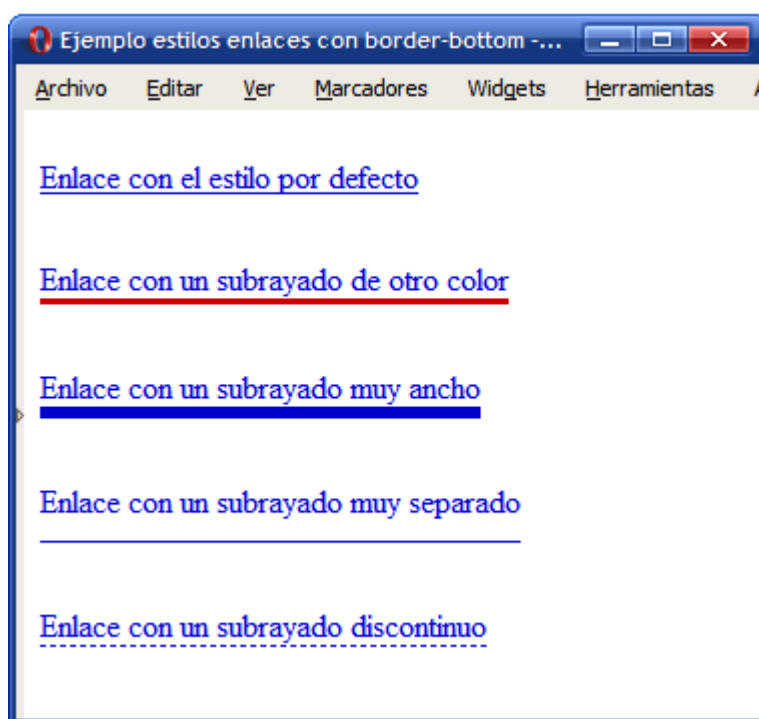 Ejemplo estilos enlaces con border-bottom -...
Archivo Editar Ver Marcadores Widgets Herramientas A
Enlace con el estilo por defecto
Enlace con un subrayado de otro color
Enlace con un subrayado muy ancho
Enlace con un subrayado muy separado
Enlace con un subrayado discontinuo